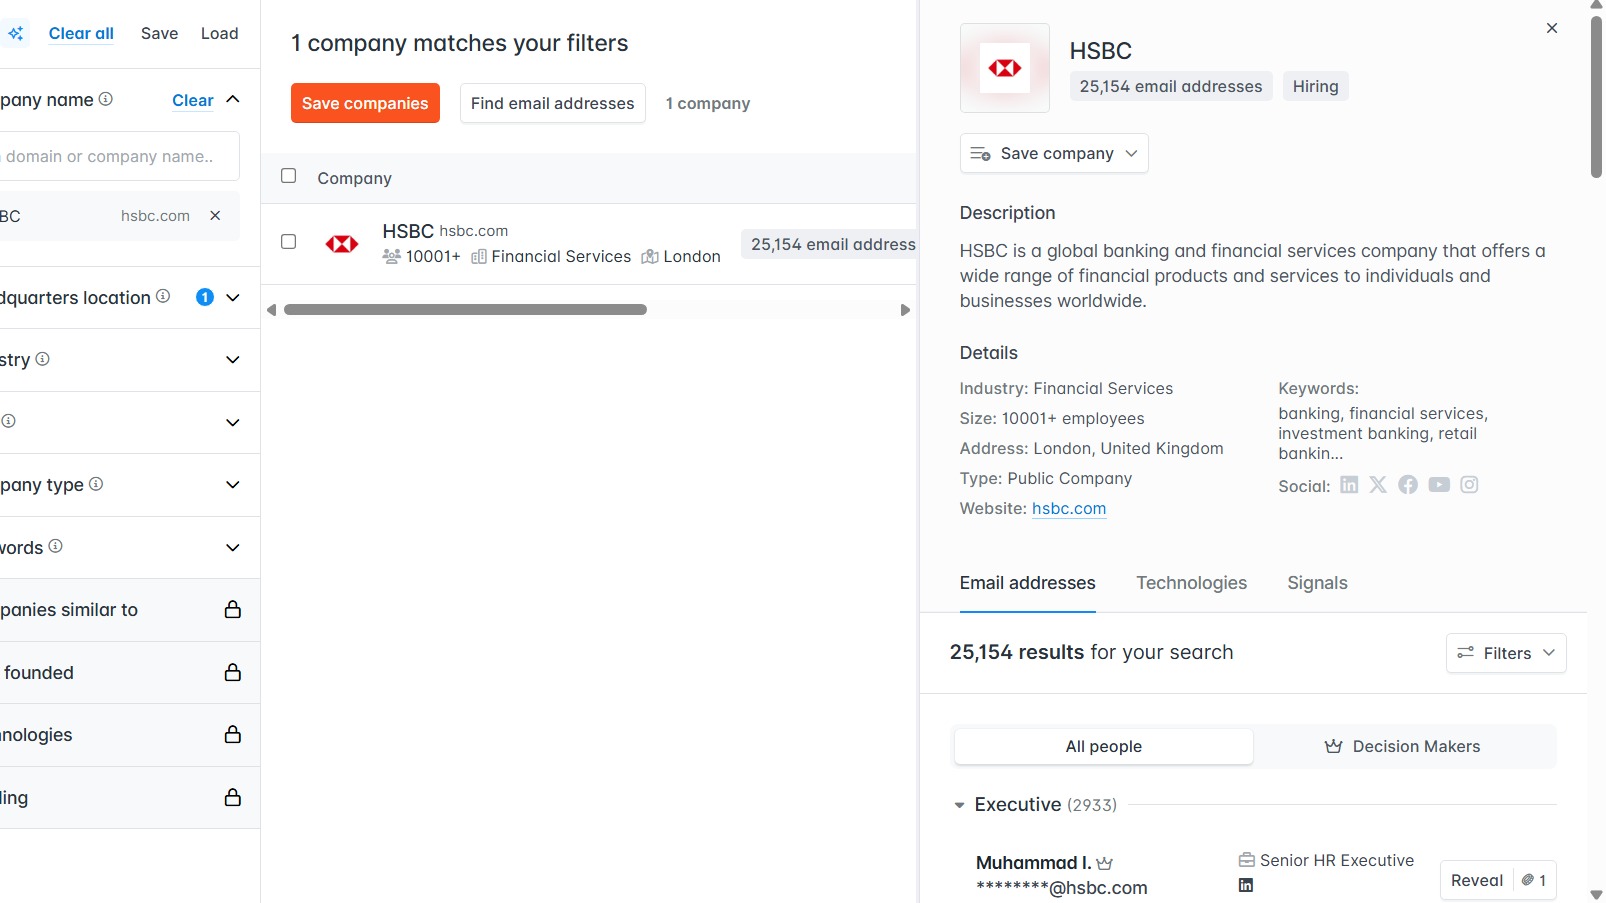 Clear all
Save
Load
pany name
Clear
domain or company name..
BC
hsbc.com
dquarters location
1
stry
pany type
words
panies similar to
founded
nologies
ling
1 company matches your filters
Save companies
Find email addresses
1 company
Company
HSBC hsbc.com
10001+ Financial Services London
25,154 email address
HSBC
25,154 email addresses
Hiring
Save company
Description
HSBC is a global banking and financial services company that offers a
wide range of financial products and services to individuals and
businesses worldwide.
Details
Industry: Financial Services
Size: 10001+ employees
Address: London, United Kingdom
Type: Public Company
Website: hsbc.com
Keywords:
banking, financial services,
investment banking, retail
bankin...
Social:
Email addresses
Technologies
Signals
25,154 results for your search
Filters
All people
Decision Makers
Executive (2933)
Muhammad I.
********@hsbc.com
Senior HR Executive
Reveal
1